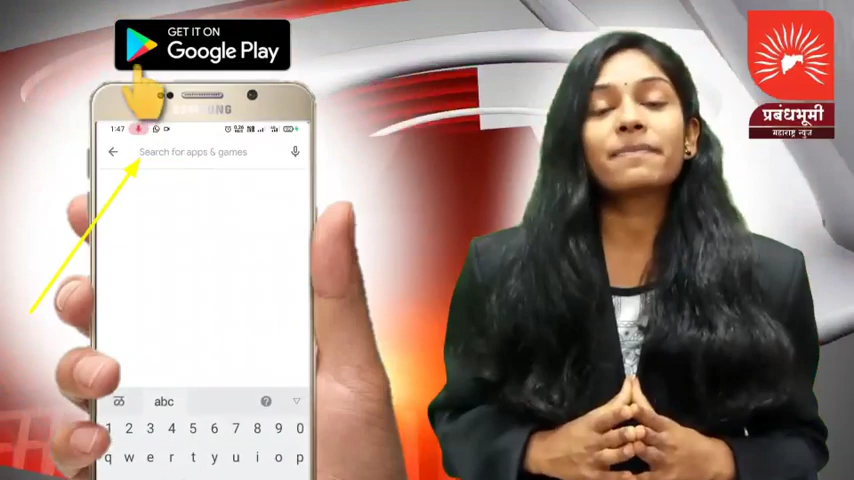 GET IT ON
Google Play
SAMSUNG
1:47
Search for apps & games
प्रबंधभूमी
महाराष्ट्र न्युज
abc
1 2 3 4 5 6 7 8 9 0
q w e r t y u i o p